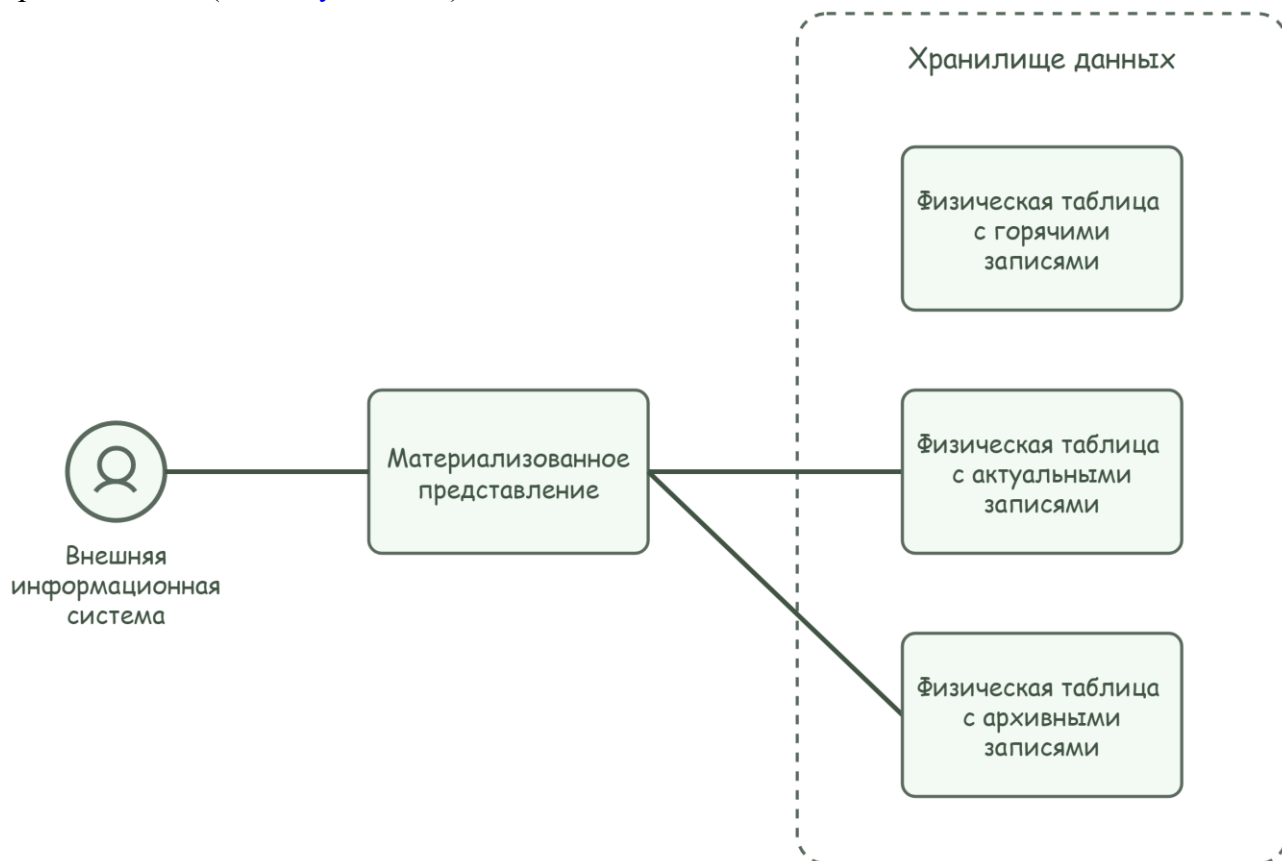 Хранилище данных
Физическая таблица
с горячими
записями
Материализованное
представление
Физическая таблица
с актуальными
записями
Внешняя
информационная
система
Физическая таблица
с архивными
записями